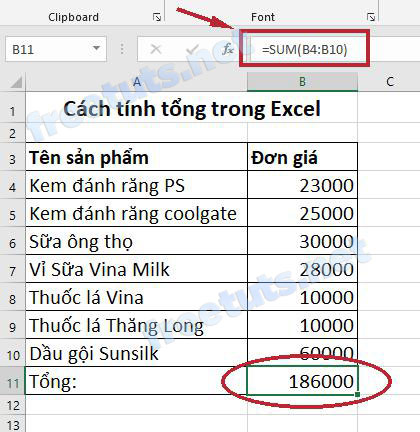 Font
B11
fx
=SUM(B4:B10)
A B C
1 Cách tính tổng trong Excel
2
3 Tên sản phẩm Đơn giá
4 Kem đánh răng PS 23000
5 Kem đánh răng coolgate 25000
6 Sữa ông thọ 30000
7 Vỉ Sữa Vina Milk 28000
8 Thuốc lá Vina 10000
9 Thuốc lá Thăng Long 10000
10 Dầu gội Sunsilk 60000
11 Tổng: 186000
12
13
freetuts.net
freetuts.net